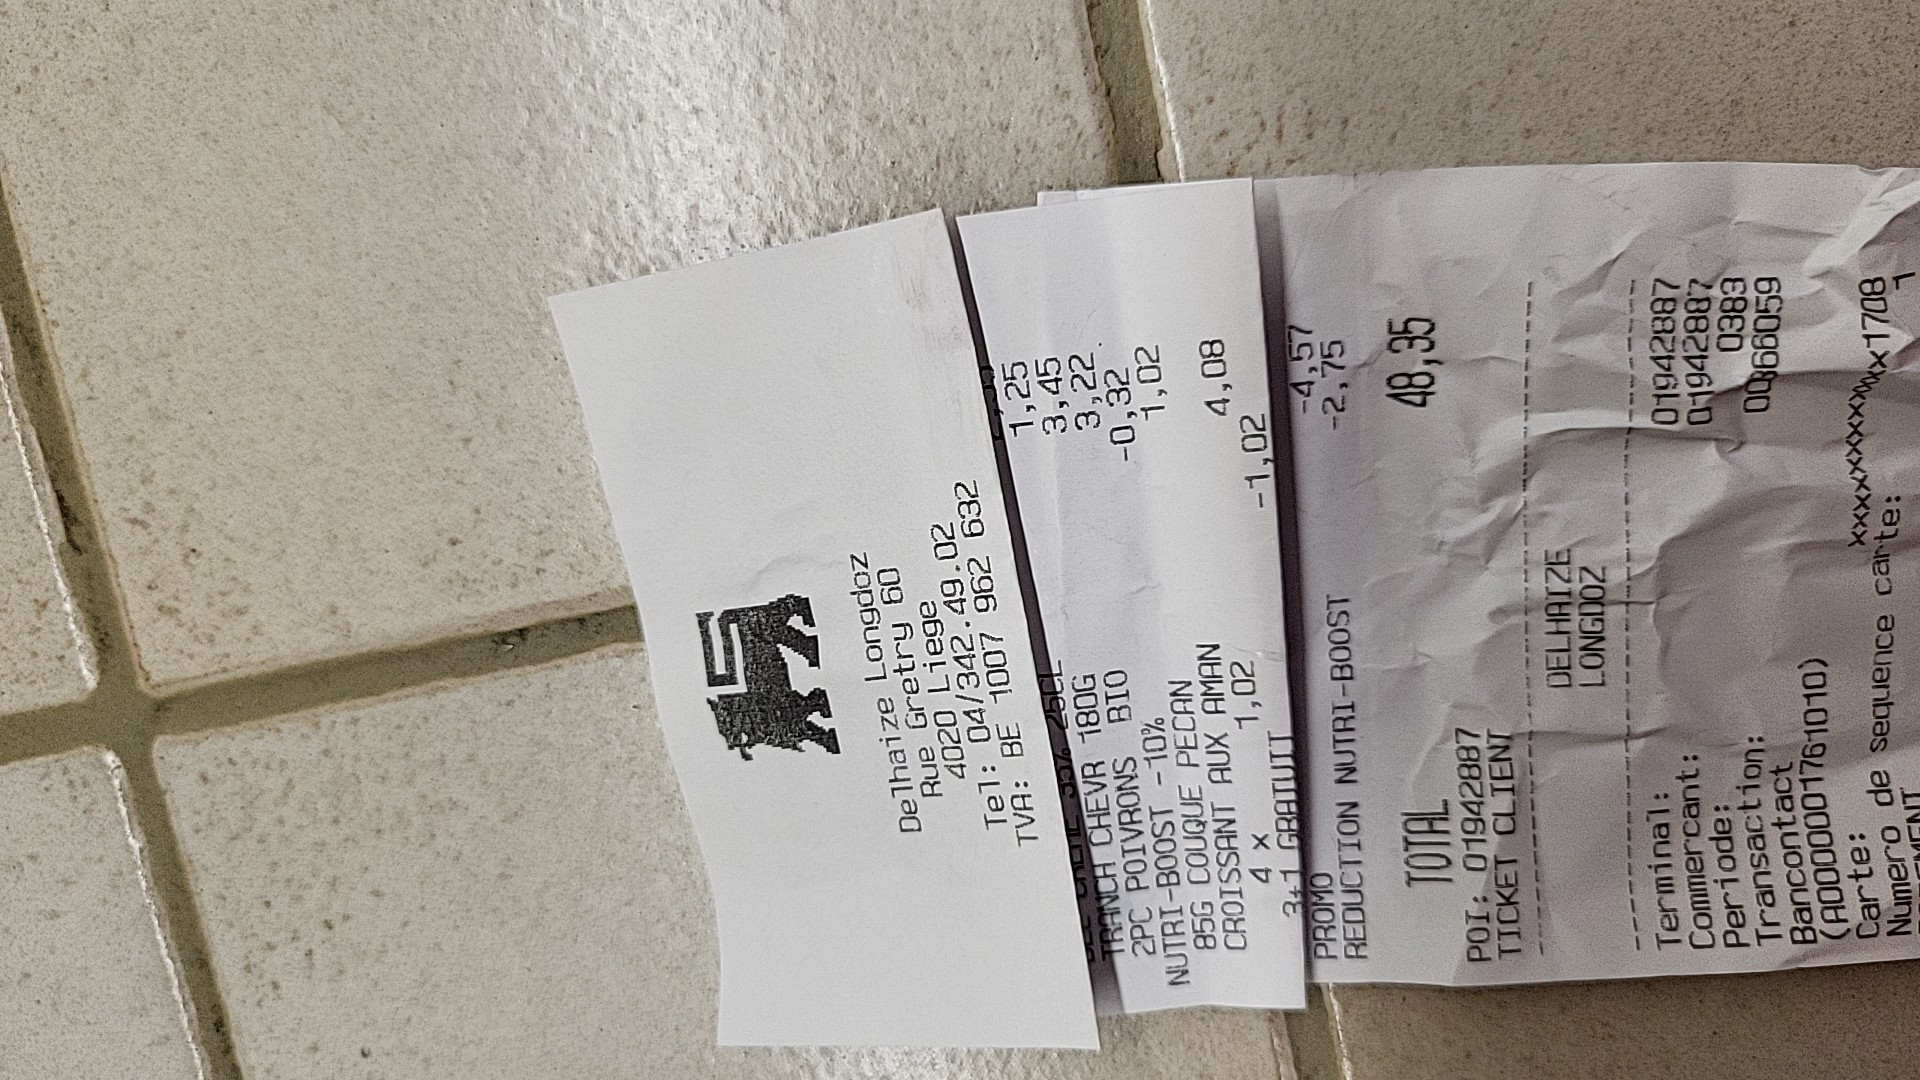 Delhaize Longdoz
Rue Gretry 60
4020 Liege
Tel: 04/342.49.02
TVA: BE 1007 962 632
TRANCH CHEVR 180G 1,25
2PC POIVRONS BIO 3,45
3,22
NUTRI-BOOST -10% -0,32
85G COUQUE PECAN 1,02
CROISSANT AUX AMAN
4 x 1,02 4,08
3+1 GRATUIT -1,02
PROMO -4,57
REDUCTION NUTRI-BOOST -2,75
TOTAL 48,35
POI: 01942887
TICKET CLIENT
DELHAIZE
LONGDOZ
Terminal: 01942887
Commercant: 01942887
Periode: 0383
Transaction: 00366059
Bancontact
(A0000017761010)
Carte: xxxxxxxxxxxxx1708
Numero de sequence carte: 1